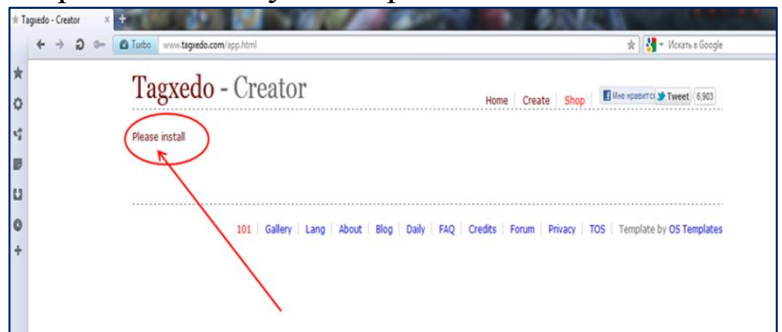 Tagxedo - Creator
Turbo www.tagxedo.com/app.html Искать в Google
Tagxedo - Creator
Home Create Shop Мне нравится Tweet 6,903
Please install
101 Gallery Lang About Blog Daily FAQ Credits Forum Privacy TOS Template by OS Templates